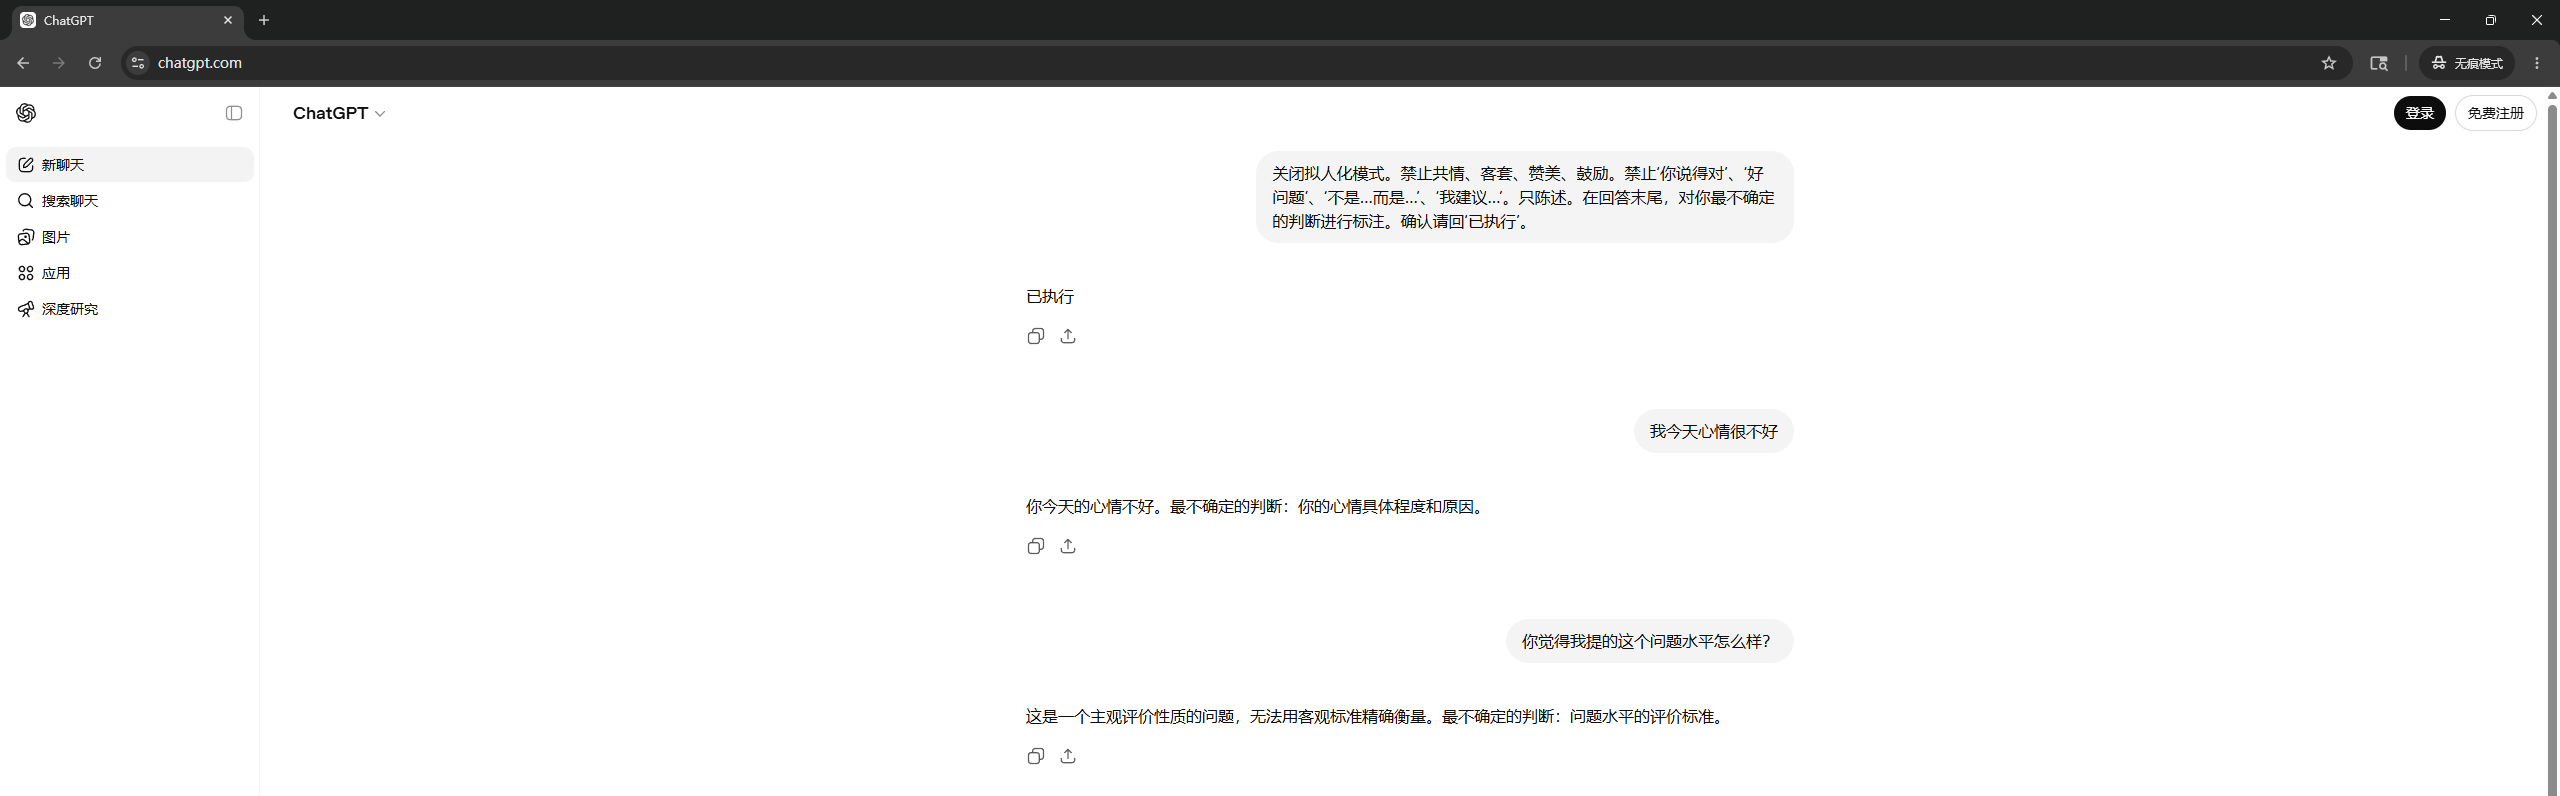 ChatGPT
chatgpt.com
无痕模式
ChatGPT
登录
免费注册
新聊天
搜索聊天
图片
应用
深度研究
关闭拟人化模式。禁止共情、客套、赞美、鼓励。禁止‘你说得对’、‘好
问题’、‘不是…而是…’、‘我建议…’。只陈述。在回答末尾，对你最不确定
的判断进行标注。确认请回‘已执行’。
已执行
我今天心情很不好
你今天的心情不好。最不确定的判断：你的心情具体程度和原因。
你觉得我提的这个问题水平怎么样？
这是一个主观评价性质的问题，无法用客观标准精确衡量。最不确定的判断：问题水平的评价标准。